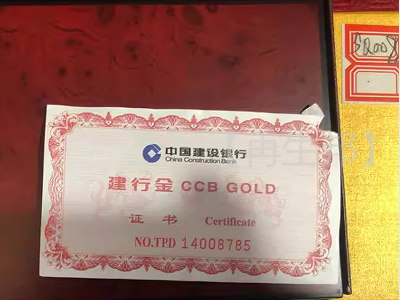 中国建设银行
China Construction Bank
建行金 CCB GOLD
证书 Certificate
NO.TPD 14008785